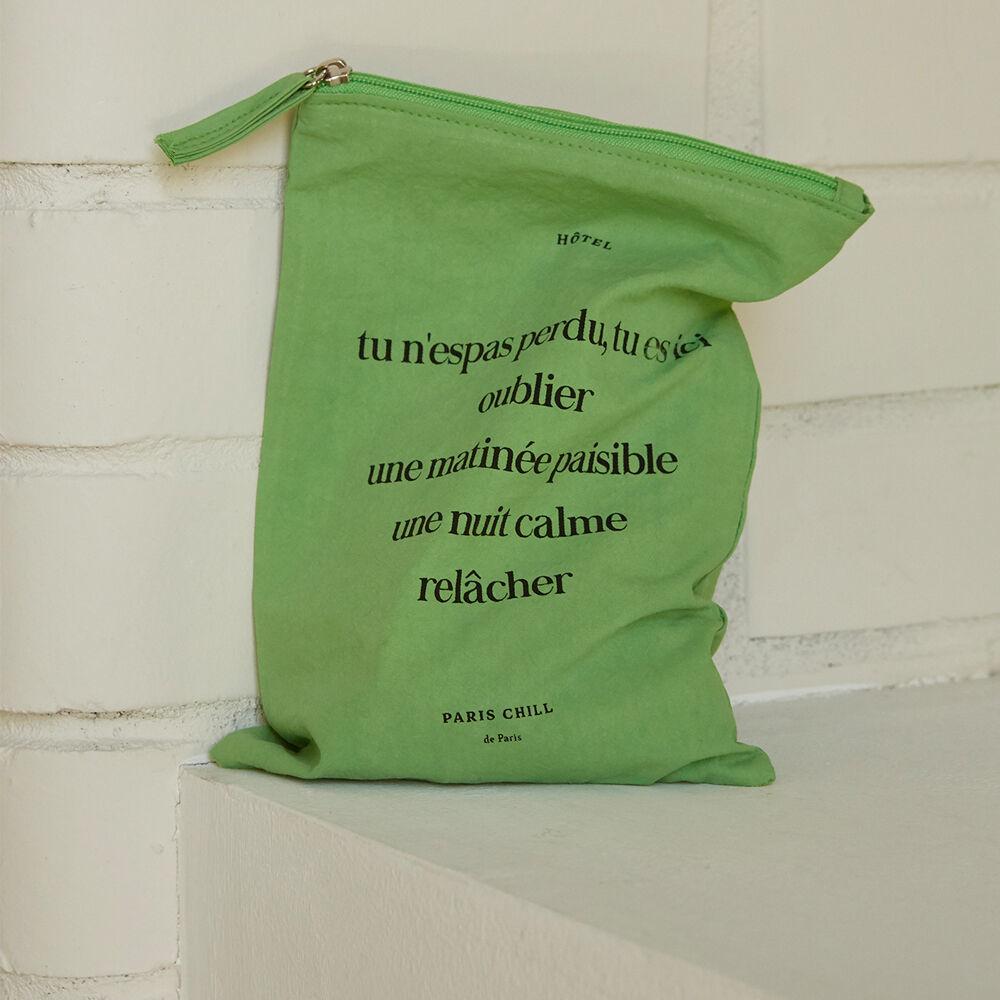 HÔTEL
tu n'espas perdu, tu es ici
oublier
une matinée paisible
une nuit calme
relâcher
PARIS CHILL
de Paris